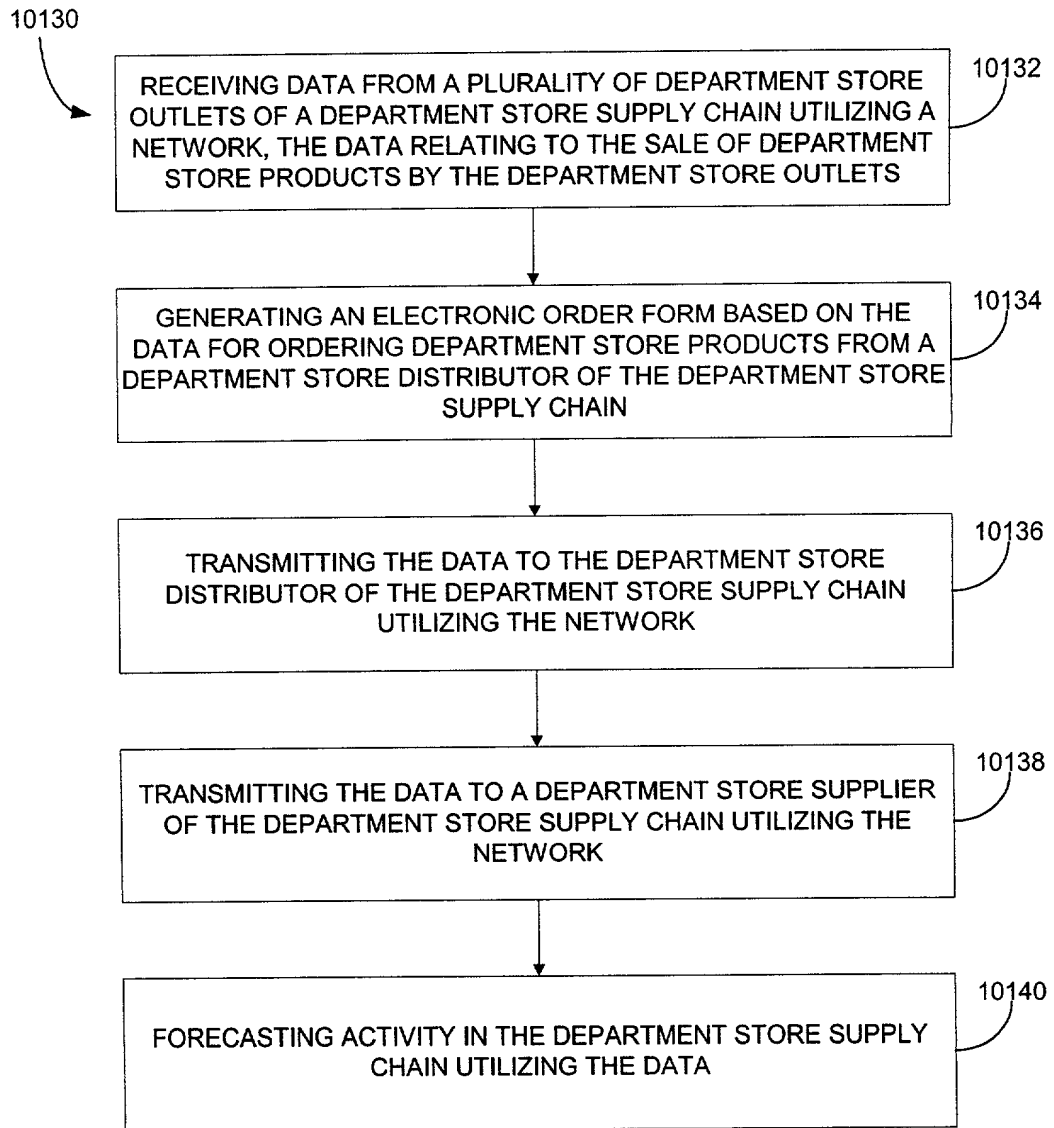 10130
10132
RECEIVING DATA FROM A PLURALITY OF DEPARTMENT STORE
OUTLETS OF A DEPARTMENT STORE SUPPLY CHAIN UTILIZING A
NETWORK, THE DATA RELATING TO THE SALE OF DEPARTMENT
STORE PRODUCTS BY THE DEPARTMENT STORE OUTLETS
10134
GENERATING AN ELECTRONIC ORDER FORM BASED ON THE
DATA FOR ORDERING DEPARTMENT STORE PRODUCTS FROM A
DEPARTMENT STORE DISTRIBUTOR OF THE DEPARTMENT STORE
SUPPLY CHAIN
10136
TRANSMITTING THE DATA TO THE DEPARTMENT STORE
DISTRIBUTOR OF THE DEPARTMENT STORE SUPPLY CHAIN
UTILIZING THE NETWORK
10138
TRANSMITTING THE DATA TO A DEPARTMENT STORE SUPPLIER
OF THE DEPARTMENT STORE SUPPLY CHAIN UTILIZING THE
NETWORK
10140
FORECASTING ACTIVITY IN THE DEPARTMENT STORE SUPPLY
CHAIN UTILIZING THE DATA